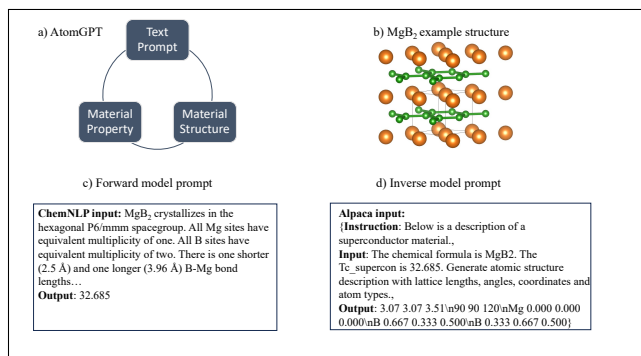 a) AtomGPT
Text
Prompt
Material
Property
Material
Structure
b) MgB2 example structure
c) Forward model prompt
ChemNLP input: MgB2 crystallizes in the
hexagonal P6/mmm spacegroup. All Mg sites have
equivalent multiplicity of one. All B sites have
equivalent multiplicity of two. There is one shorter
(2.5 Å) and one longer (3.96 Å) B-Mg bond
lengths…
Output: 32.685
d) Inverse model prompt
Alpaca input:
{Instruction: Below is a description of a
superconductor material.,
Input: The chemical formula is MgB2. The
Tc_supercon is 32.685. Generate atomic structure
description with lattice lengths, angles, coordinates and
atom types.,
Output: 3.07 3.07 3.51\n90 90 120\nMg 0.000 0.000
0.000\nB 0.667 0.333 0.500\nB 0.333 0.667 0.500}